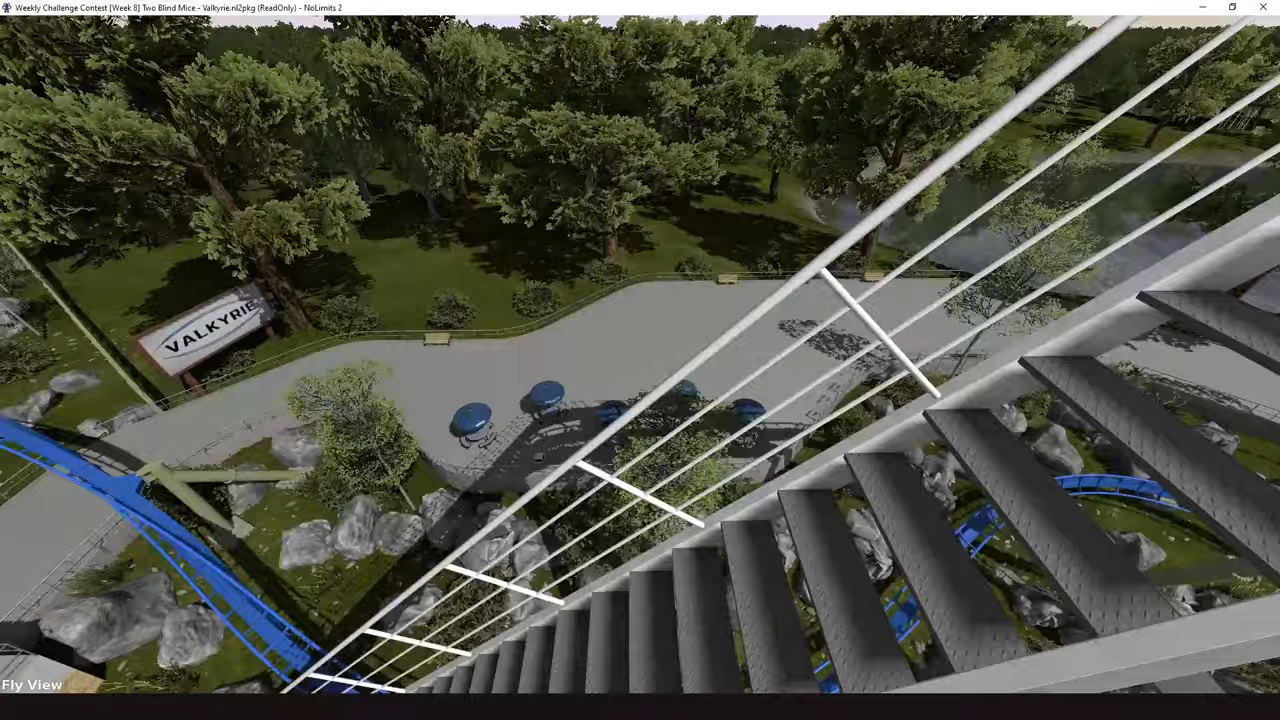 Weekly Challenge Contest [Week 8] Two Blind Mice - Valkyrie.nl2pkg (ReadOnly) - NoLimits 2
VALKYRIE
Fly View